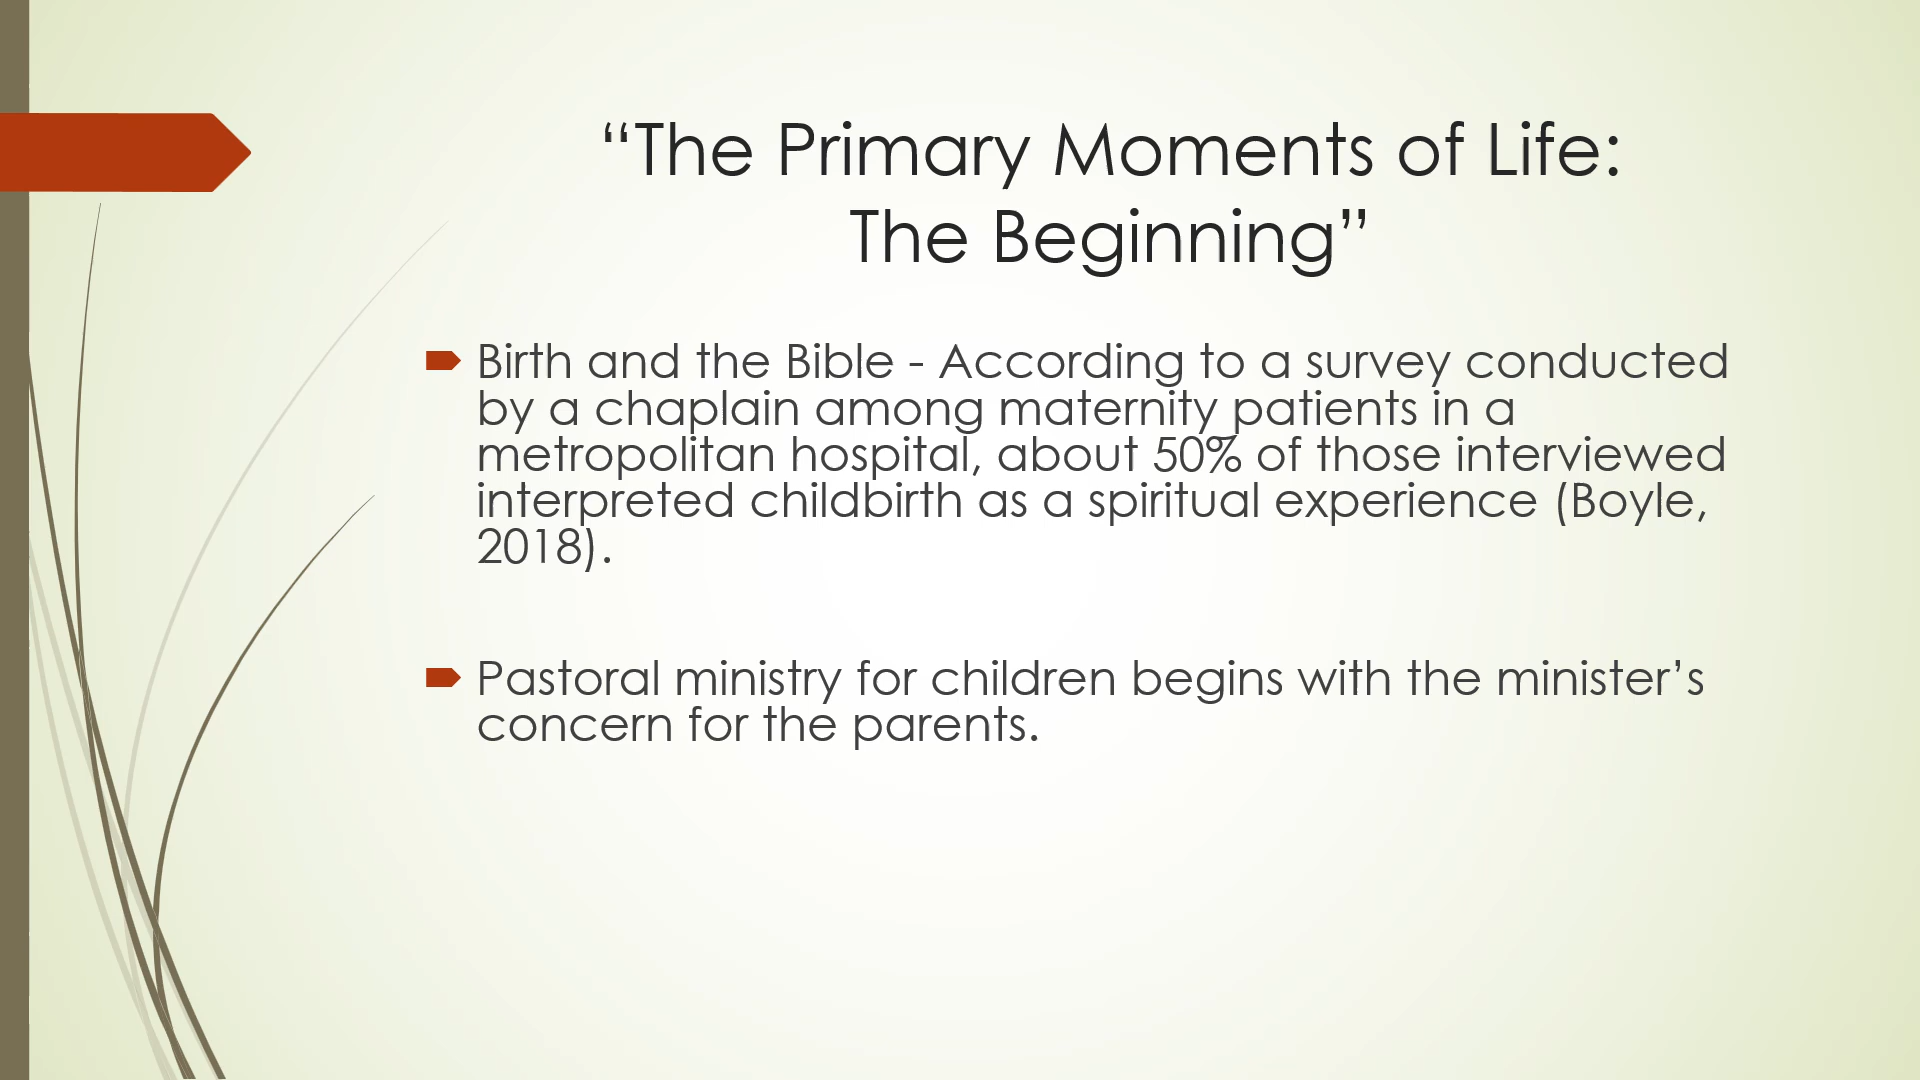 “The Primary Moments of Life:
The Beginning”
Birth and the Bible - According to a survey conducted
by a chaplain among maternity patients in a
metropolitan hospital, about 50% of those interviewed
interpreted childbirth as a spiritual experience (Boyle,
2018).
Pastoral ministry for children begins with the minister’s
concern for the parents.